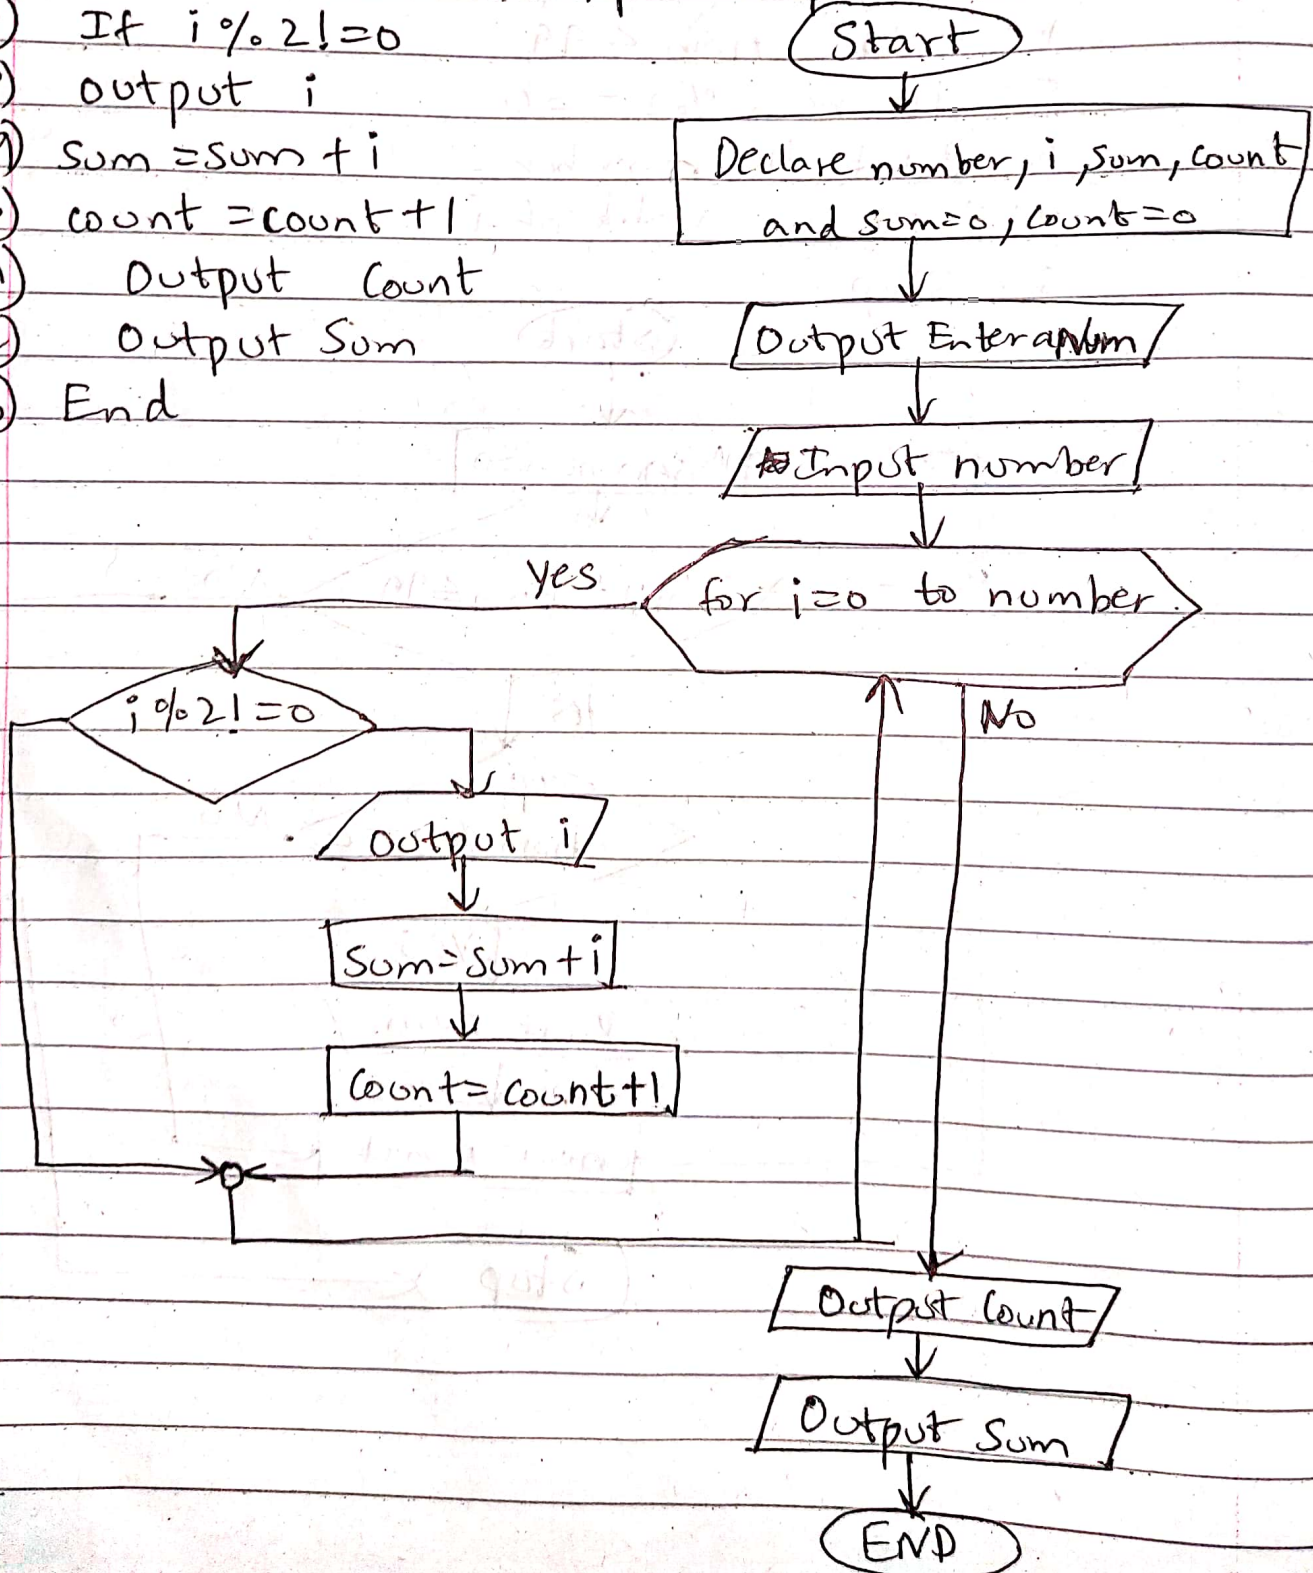 If i%2!=0
output i
sum = sum + i
count = count + 1
Output Count
Output Sum
End
Start
Declare number, i, sum, count
and sum=0, count=0
Output Enter a Num
Input number
for i=0 to number
yes
No
i%2!=0
output i
Sum=Sum+i
Count=count+1
Output Count
Output Sum
END